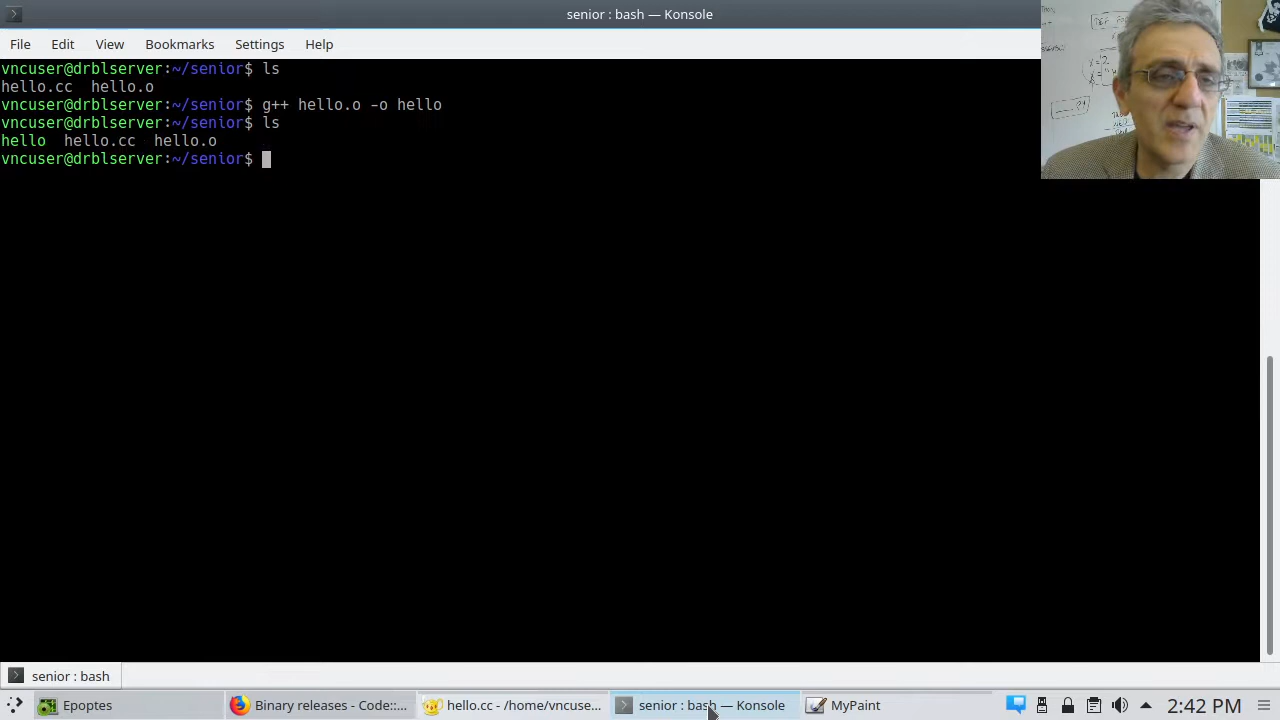 senior : bash — Konsole
File Edit View Bookmarks Settings Help
vncuser@drblserver:~/senior$ ls
hello.cc hello.o
vncuser@drblserver:~/senior$ g++ hello.o -o hello
vncuser@drblserver:~/senior$ ls
hello hello.cc hello.o
vncuser@drblserver:~/senior$
senior : bash
Epoptes
Binary releases - Code::...
hello.cc - /home/vncuse...
senior : bash — Konsole
MyPaint
2:42 PM